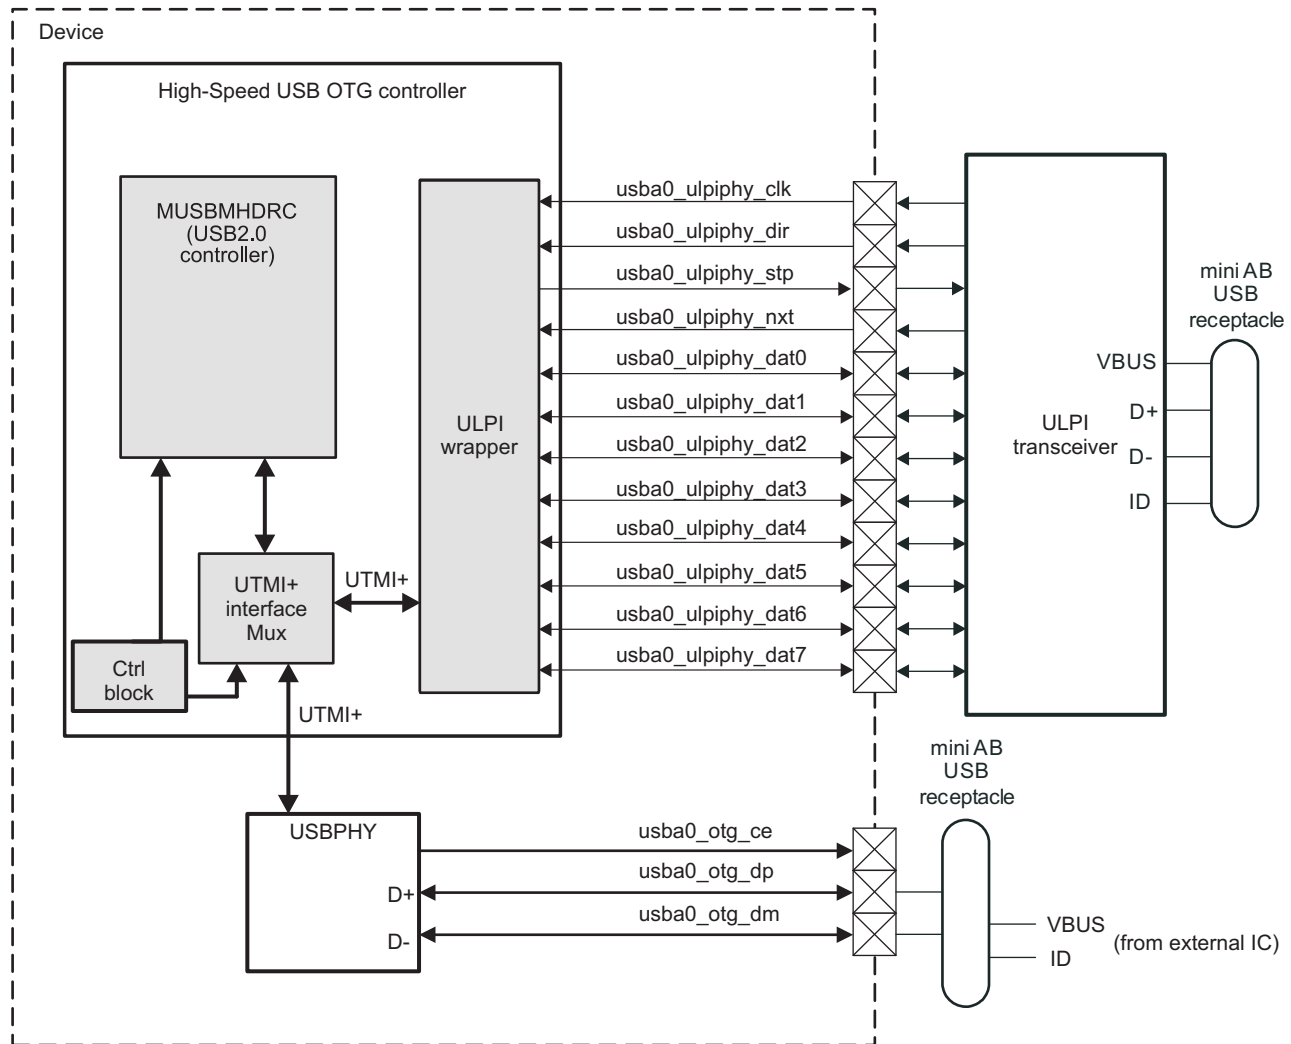 Device
High-Speed USB OTG controller
MUSBMHDRC
(USB2.0
controller)
ULPI
wrapper
UTMI+
interface
Mux
UTMI+
Ctrl
block
UTMI+
usba0_ulpiphy_clk
usba0_ulpiphy_dir
usba0_ulpiphy_stp
usba0_ulpiphy_nxt
usba0_ulpiphy_dat0
usba0_ulpiphy_dat1
usba0_ulpiphy_dat2
usba0_ulpiphy_dat3
usba0_ulpiphy_dat4
usba0_ulpiphy_dat5
usba0_ulpiphy_dat6
usba0_ulpiphy_dat7
ULPI
transceiver
VBUS
D+
D-
ID
mini AB
USB
receptacle
USBPHY
D+
D-
usba0_otg_ce
usba0_otg_dp
usba0_otg_dm
mini AB
USB
receptacle
VBUS
ID
(from external IC)